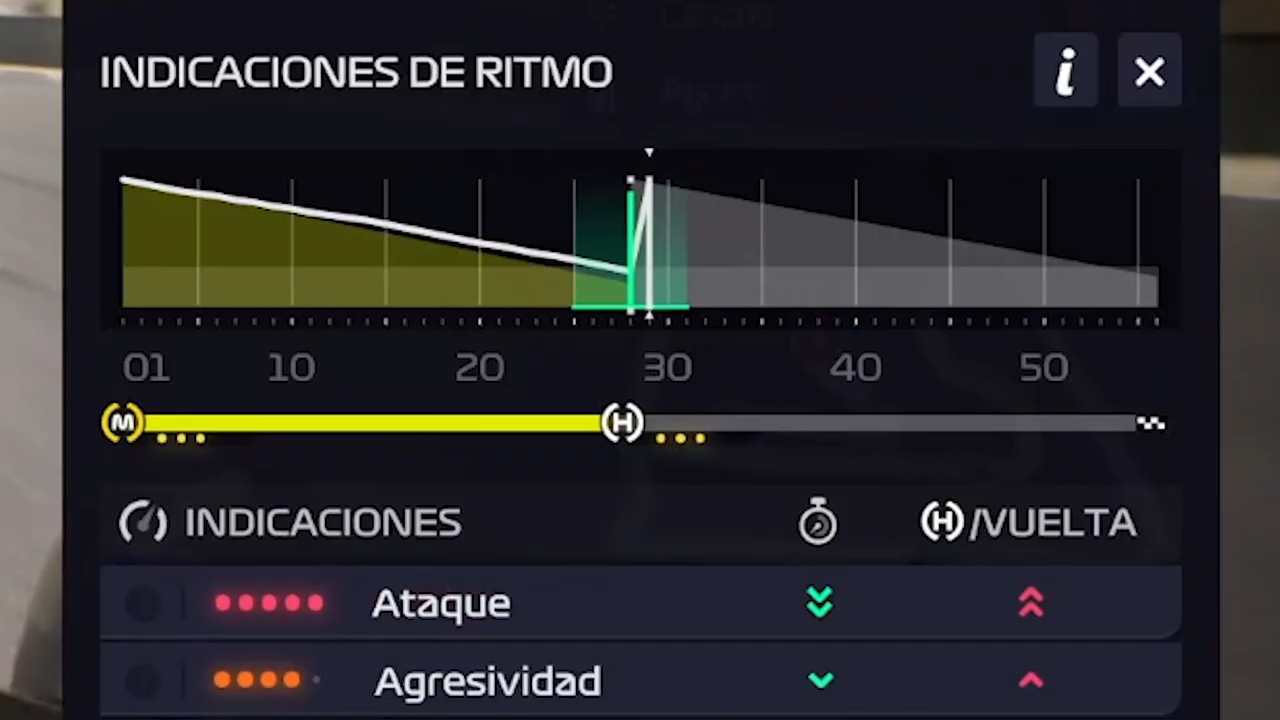 INDICACIONES DE RITMO i
01 10 20 30 40 50
M H
INDICACIONES H/VUELTA
Ataque
Agresividad